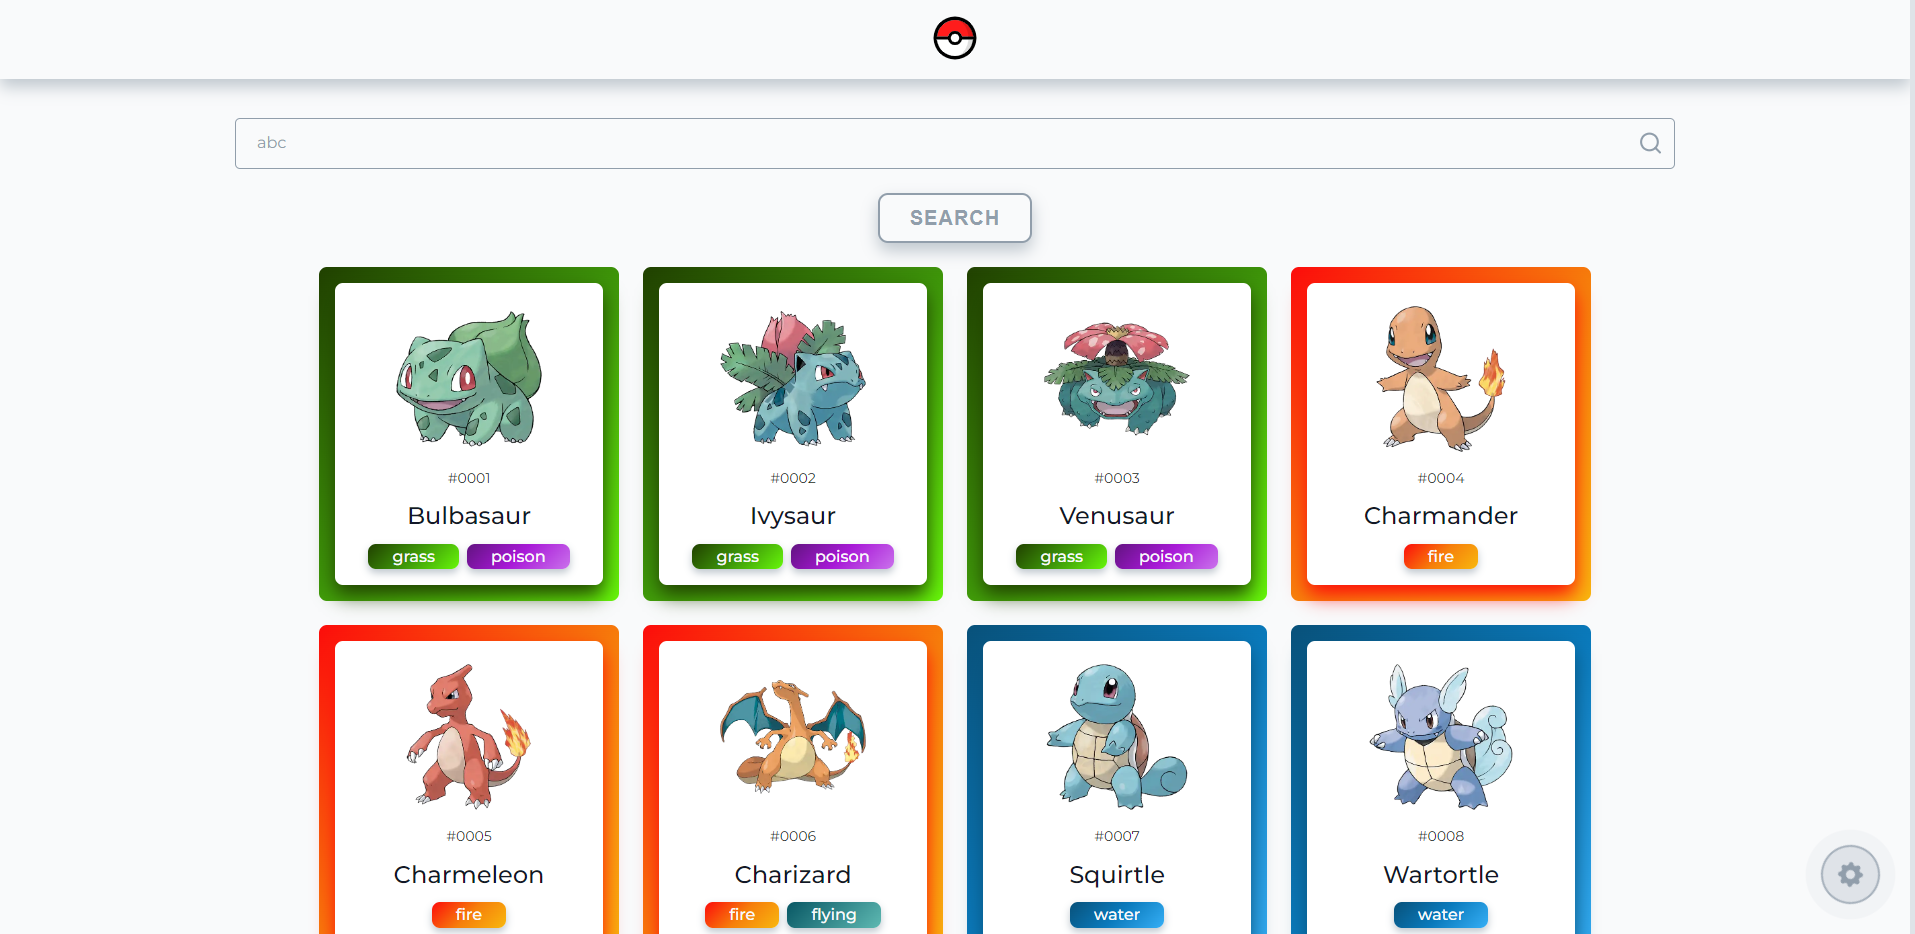 abc
SEARCH
#0001
Bulbasaur
grass poison
#0002
Ivysaur
grass poison
#0003
Venusaur
grass poison
#0004
Charmander
fire
#0005
Charmeleon
fire
#0006
Charizard
fire flying
#0007
Squirtle
water
#0008
Wartortle
water